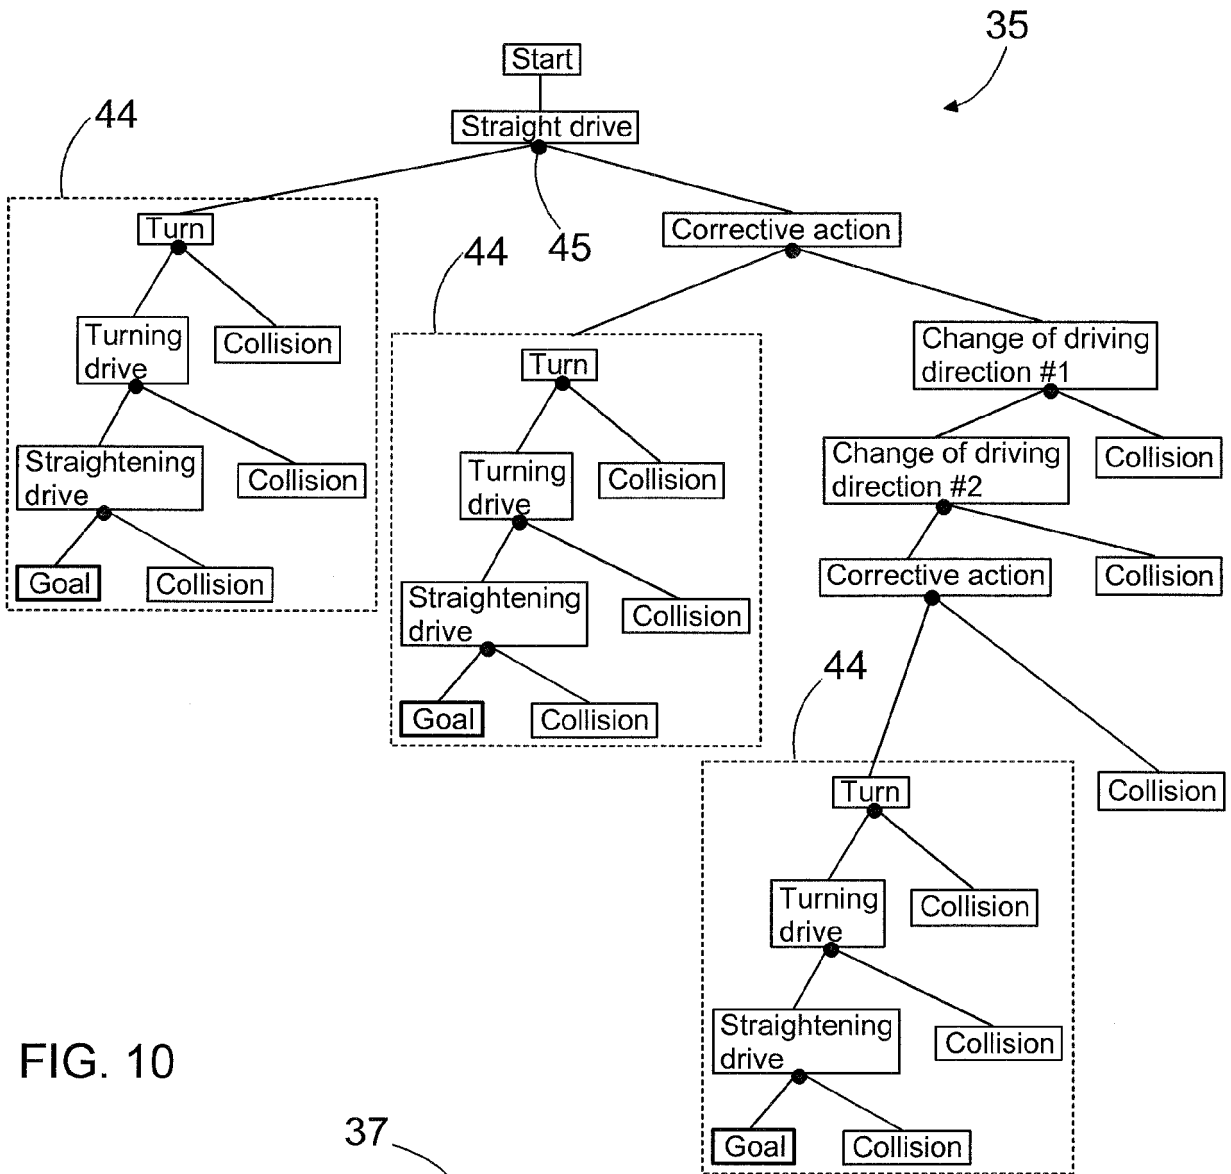 35
Start
44
Straight drive
Turn
45
44
Corrective action
Turning
drive
Collision
Turn
Change of driving
direction #1
Straightening
drive
Collision
Turning
drive
Collision
Change of driving
direction #2
Collision
Goal
Collision
Straightening
drive
Collision
Corrective action
Collision
Goal
Collision
44
Turn
Collision
Turning
drive
Collision
Straightening
drive
Collision
Goal
Collision
FIG. 10
37